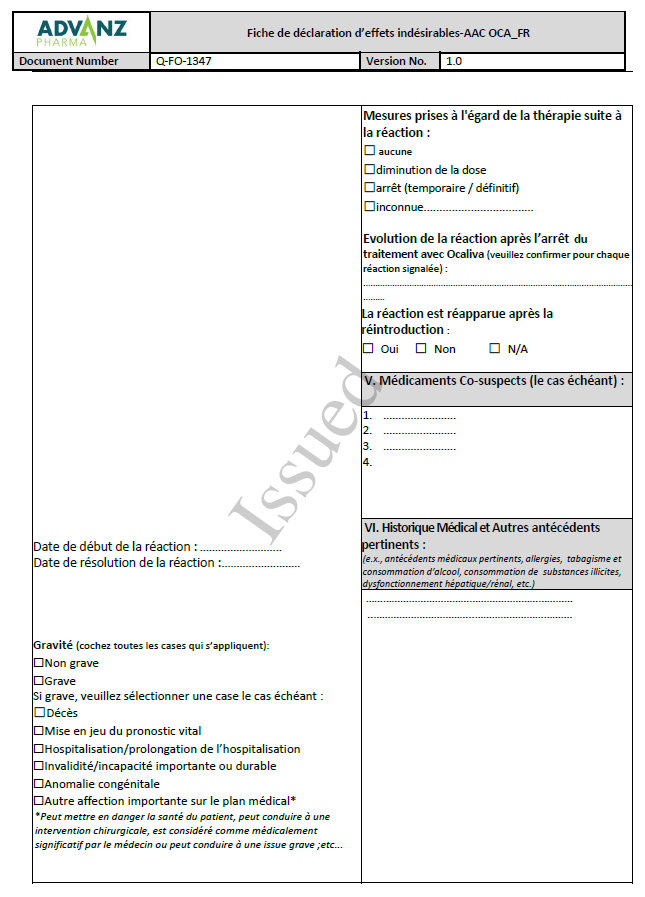 ADVANZ
PHARMA
Fiche de déclaration d’effets indésirables-AAC OCA_FR
Document Number
Q-FO-1347
Version No.
1.0
Date de début de la réaction : ...........................
Date de résolution de la réaction :..........................
Gravité (cochez toutes les cases qui s’appliquent):
☐Non grave
☐Grave
Si grave, veuillez sélectionner une case le cas échéant :
☐Décès
☐Mise en jeu du pronostic vital
☐Hospitalisation/prolongation de l’hospitalisation
☐Invalidité/incapacité importante ou durable
☐Anomalie congénitale
☐Autre affection importante sur le plan médical*
*Peut mettre en danger la santé du patient, peut conduire à une
intervention chirurgicale, est considéré comme médicalement
significatif par le médecin ou peut conduire à une issue grave ;etc...
Mesures prises à l'égard de la thérapie suite à
la réaction :
☐ aucune
☐diminution de la dose
☐arrêt (temporaire / définitif)
☐inconnue...................................
Evolution de la réaction après l’arrêt du
traitement avec Ocaliva (veuillez confirmer pour chaque
réaction signalée) :
..........................................................................................
........
La réaction est réapparue après la
réintroduction :
☐ Oui ☐ Non ☐ N/A
V. Médicaments Co-suspects (le cas échéant) :
1. ........................
2. ........................
3. ........................
4.
VI. Historique Médical et Autres antécédents
pertinents :
(e.x., antécédents médicaux pertinents, allergies, tabagisme et
consommation d’alcool, consommation de substances illicites,
dysfonctionnement hépatique/rénal, etc.)
.....................................................................
.....................................................................
Issued